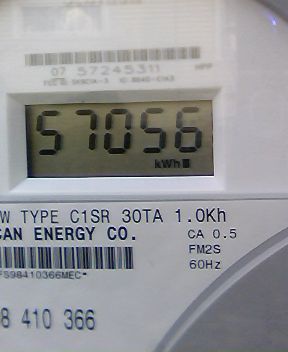 07 57245311
57056
kWh
W TYPE C1SR 30TA 1.0Kh
CAN ENERGY CO. CA 0.5
FM2S
FS98410366MEC 60Hz
8 410 366